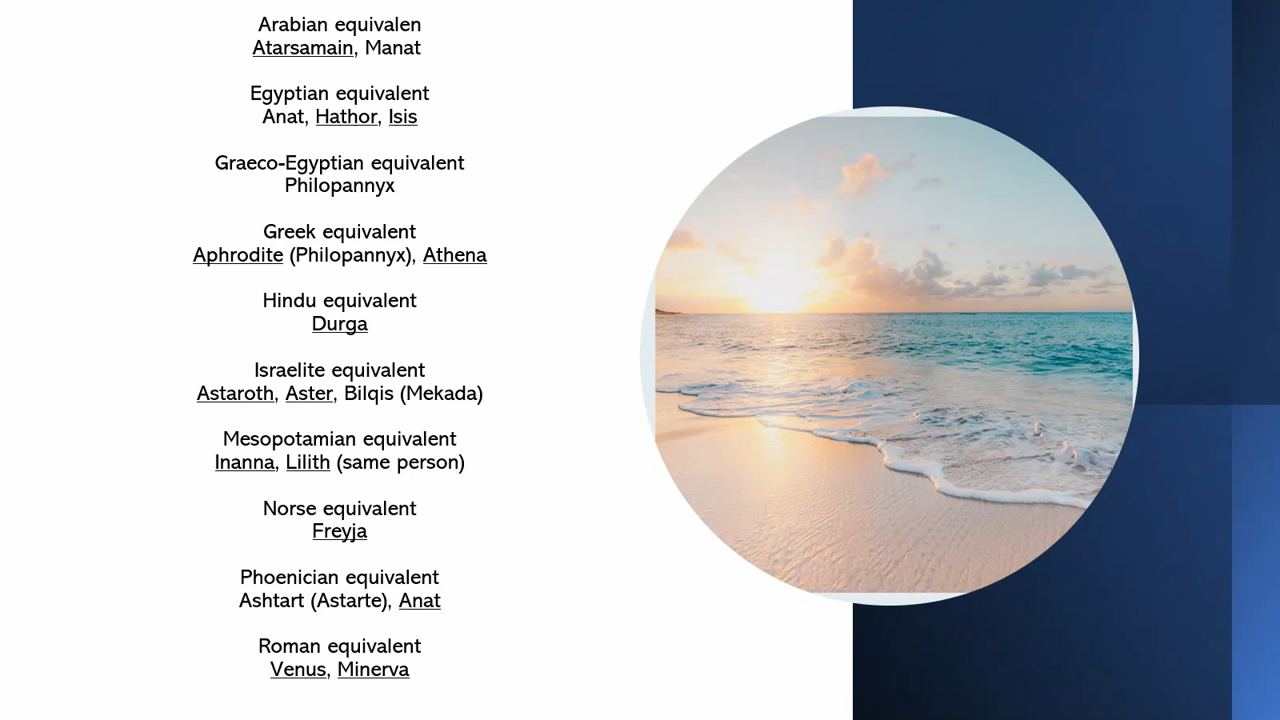 Arabian equivalen
Atarsamain, Manat
Egyptian equivalent
Anat, Hathor, Isis
Graeco-Egyptian equivalent
Philopannyx
Greek equivalent
Aphrodite (Philopannyx), Athena
Hindu equivalent
Durga
Israelite equivalent
Astaroth, Aster, Bilqis (Mekada)
Mesopotamian equivalent
Inanna, Lilith (same person)
Norse equivalent
Freyja
Phoenician equivalent
Ashtart (Astarte), Anat
Roman equivalent
Venus, Minerva